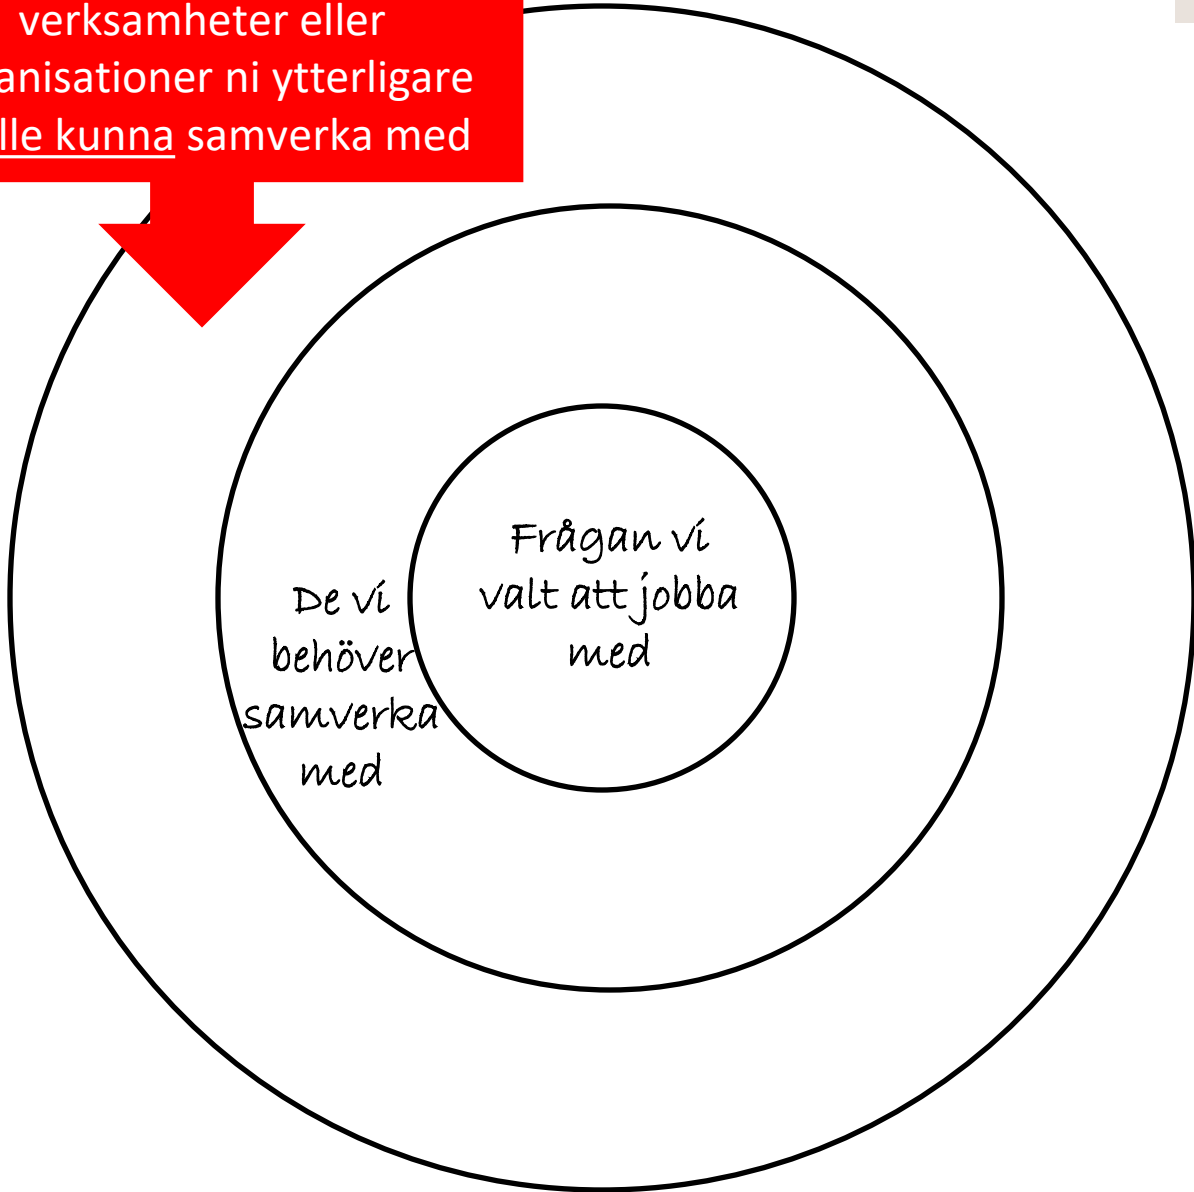 verksamheter eller
anisationer ni ytterligare
lle kunna samverka med
Frågan vi
valt att jobba
med
De vi
behöver
samverka
med